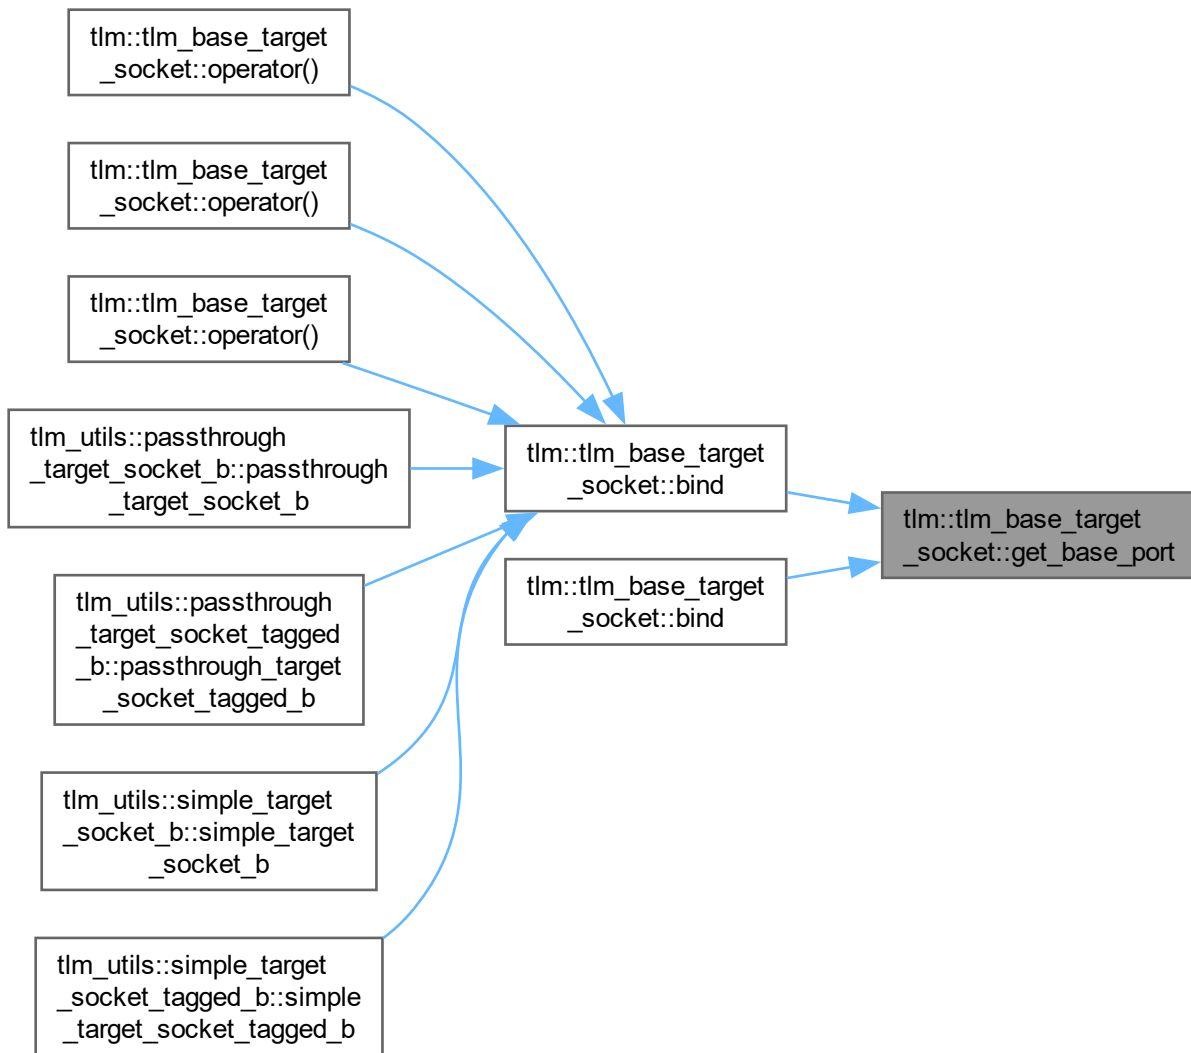 tlm::tlm_base_target
_socket::operator()
tlm::tlm_base_target
_socket::operator()
tlm::tlm_base_target
_socket::operator()
tlm_utils::passthrough
_target_socket_b::passthrough
_target_socket_b
tlm_utils::passthrough
_target_socket_tagged
_b::passthrough_target
_socket_tagged_b
tlm_utils::simple_target
_socket_b::simple_target
_socket_b
tlm_utils::simple_target
_socket_tagged_b::simple
_target_socket_tagged_b
tlm::tlm_base_target
_socket::bind
tlm::tlm_base_target
_socket::bind
tlm::tlm_base_target
_socket::get_base_port